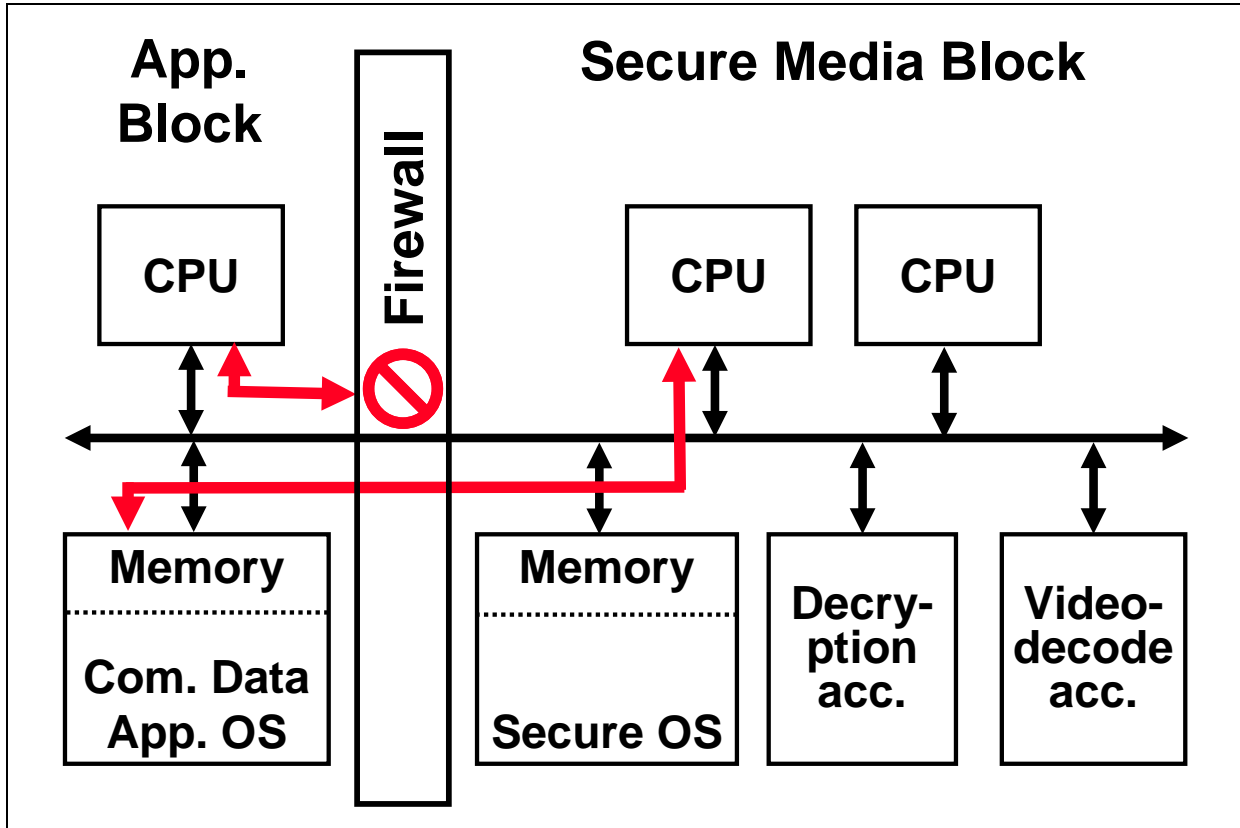 App.
Block
Secure Media Block
Firewall
CPU
CPU
CPU
Memory
Com. Data
App. OS
Memory
Secure OS
Decry-
ption
acc.
Video-
decode
acc.